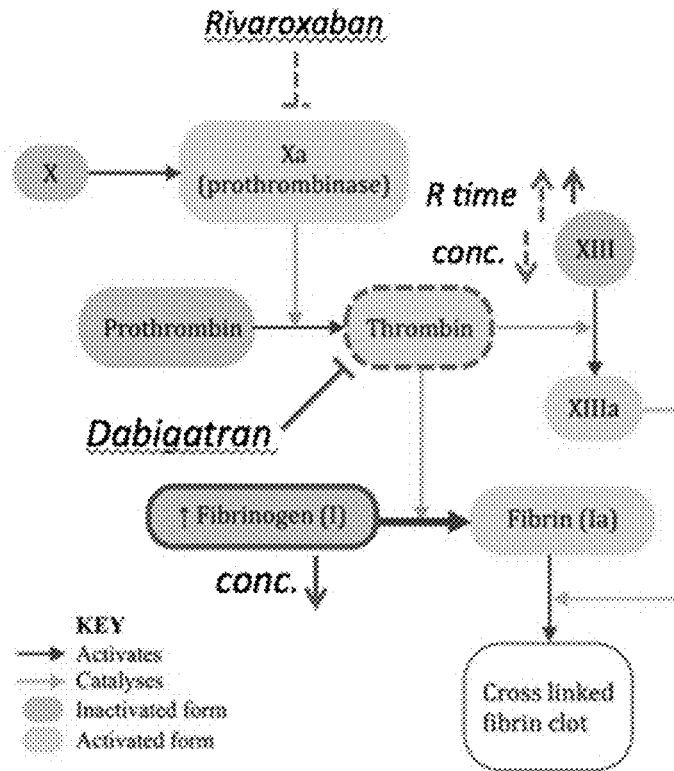 Rivaroxaban
X
Xa
(prothrombinase)
R time
conc.
XIII
Prothrombin
Thrombin
XIIIa
Dabigatran
↑ Fibrinogen (I)
Fibrin (Ia)
conc.
KEY
Activates
Catalyses
Inactivated form
Activated form
Cross linked
fibrin clot